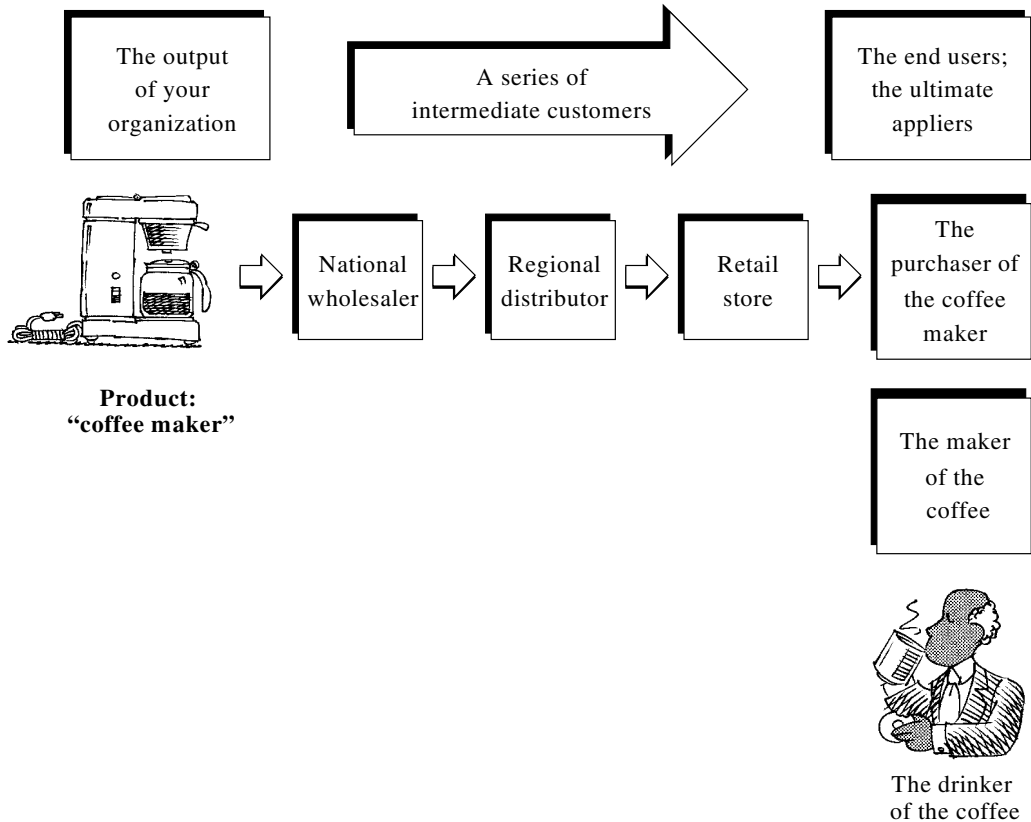 The output
of your
organization
A series of
intermediate customers
The end users;
the ultimate
appliers
National
wholesaler
Regional
distributor
Retail
store
The
purchaser of
the coffee
maker
Product:
“coffee maker”
The maker
of the
coffee
The drinker
of the coffee